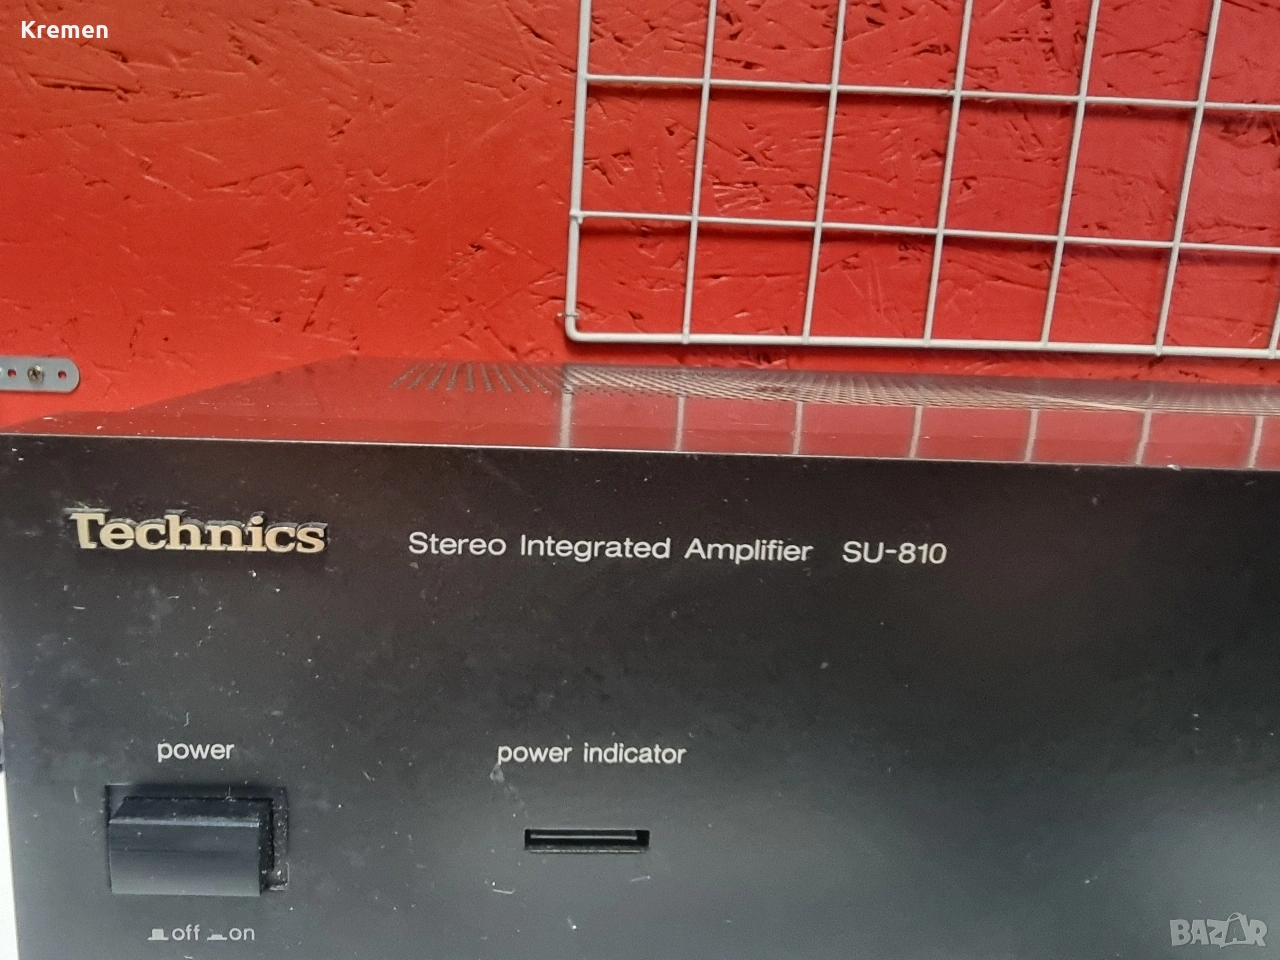 Kremen
Technics
Stereo Integrated Amplifier SU-810
power
power indicator
off on
BAZAR